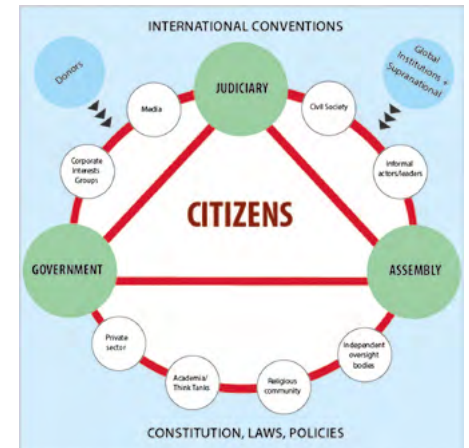 INTERNATIONAL CONVENTIONS
Donors
Global
Institutions +
Supranational
JUDICIARY
Media
Civil Society
Corporate
Interests
Groups
Informal
actors/leaders
CITIZENS
GOVERNMENT
ASSEMBLY
Private
sector
Independent
oversight
bodies
Academia/
Think Tanks
Religious
community
CONSTITUTION, LAWS, POLICIES